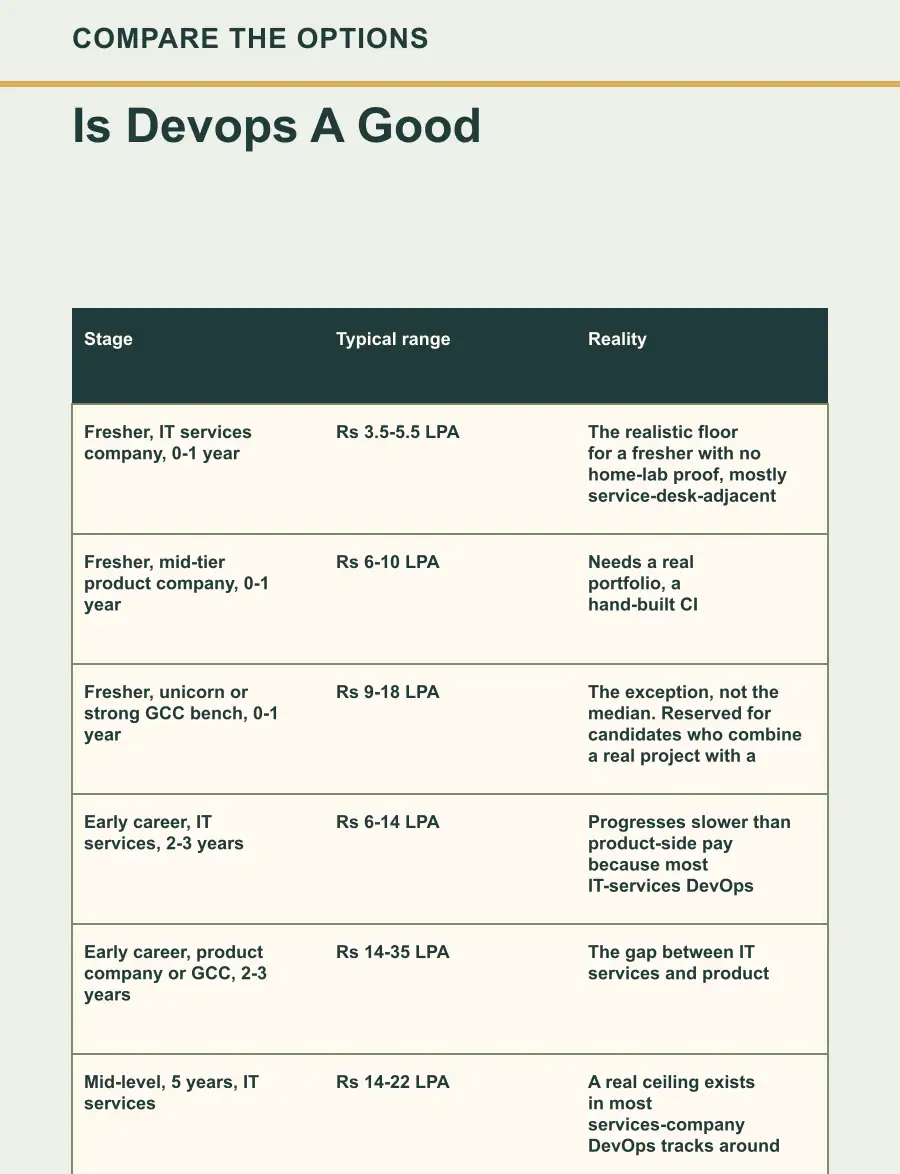 COMPARE THE OPTIONS
Is Devops A Good
Stage
Typical range
Reality
Fresher, IT services
company, 0-1 year
Rs 3.5-5.5 LPA
The realistic floor
for a fresher with no
home-lab proof, mostly
service-desk-adjacent
Fresher, mid-tier
product company, 0-1
year
Rs 6-10 LPA
Needs a real
portfolio, a
hand-built CI
Fresher, unicorn or
strong GCC bench, 0-1
year
Rs 9-18 LPA
The exception, not the
median. Reserved for
candidates who combine
a real project with a
Early career, IT
services, 2-3 years
Rs 6-14 LPA
Progresses slower than
product-side pay
because most
IT-services DevOps
Early career, product
company or GCC, 2-3
years
Rs 14-35 LPA
The gap between IT
services and product
Mid-level, 5 years, IT
services
Rs 14-22 LPA
A real ceiling exists
in most
services-company
DevOps tracks around